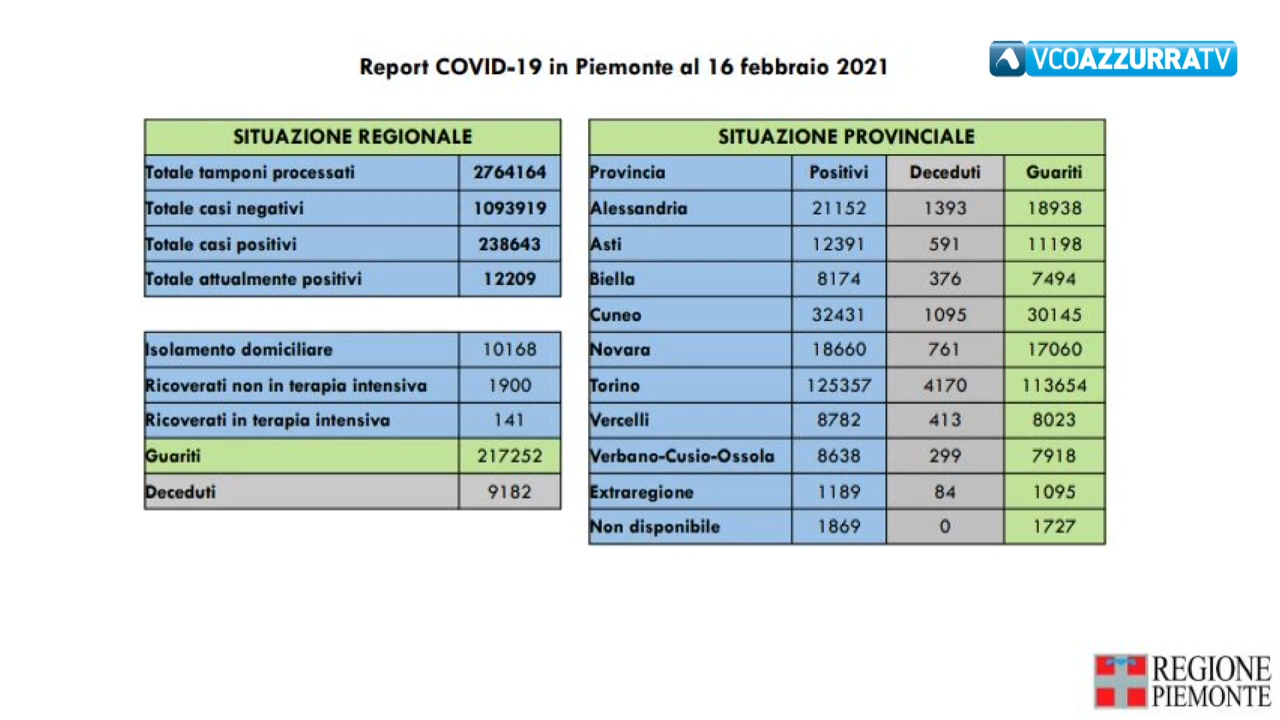 Report COVID-19 in Piemonte al 16 febbraio 2021
VCOAZZURRATV
SITUAZIONE REGIONALE
Totale tamponi processati 2764164
Totale casi negativi 1093919
Totale casi positivi 238643
Totale attualmente positivi 12209
Isolamento domiciliare 10168
Ricoverati non in terapia intensiva 1900
Ricoverati in terapia intensiva 141
Guariti 217252
Deceduti 9182
SITUAZIONE PROVINCIALE
Provincia Positivi Deceduti Guariti
Alessandria 21152 1393 18938
Asti 12391 591 11198
Biella 8174 376 7494
Cuneo 32431 1095 30145
Novara 18660 761 17060
Torino 125357 4170 113654
Vercelli 8782 413 8023
Verbano-Cusio-Ossola 8638 299 7918
Extraregione 1189 84 1095
Non disponibile 1869 0 1727
REGIONE
PIEMONTE